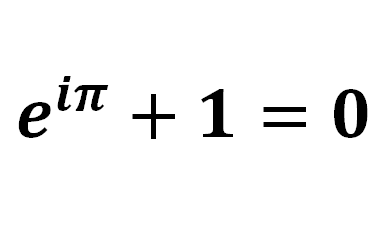 e^{iπ} + 1 = 0